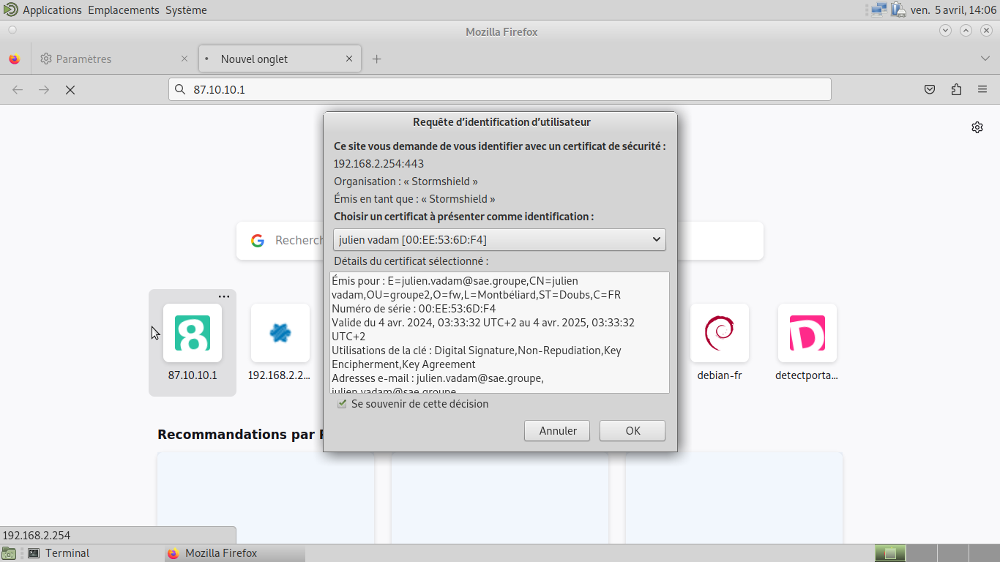 Applications Emplacements Système
ven. 5 avril, 14:06
Mozilla Firefox
Paramètres
Nouvel onglet
87.10.10.1
Requête d'identification d'utilisateur
Ce site vous demande de vous identifier avec un certificat de sécurité :
192.168.2.254:443
Organisation : « Stormshield »
Émis en tant que : « Stormshield »
Choisir un certificat à présenter comme identification :
julien vadam [00:EE:53:6D:F4]
Détails du certificat sélectionné :
Émis pour : E=julien.vadam@sae.groupe,CN=julien
vadam,OU=groupe2,O=fw,L=Montbéliard,ST=Doubs,C=FR
Numéro de série : 00:EE:53:6D:F4
Valide du 4 avr. 2024, 03:33:32 UTC+2 au 4 avr. 2025, 03:33:32
UTC+2
Utilisations de la clé : Digital Signature,Non-Repudiation,Key
Encipherment,Key Agreement
Adresses e-mail : julien.vadam@sae.groupe,
julien.vadam@sae.groupe
Se souvenir de cette décision
Annuler
OK
Recherch
8
D
87.10.10.1
192.168.2.2...
debian-fr
detectporta...
Recommandations par
192.168.2.254
Terminal
Mozilla Firefox